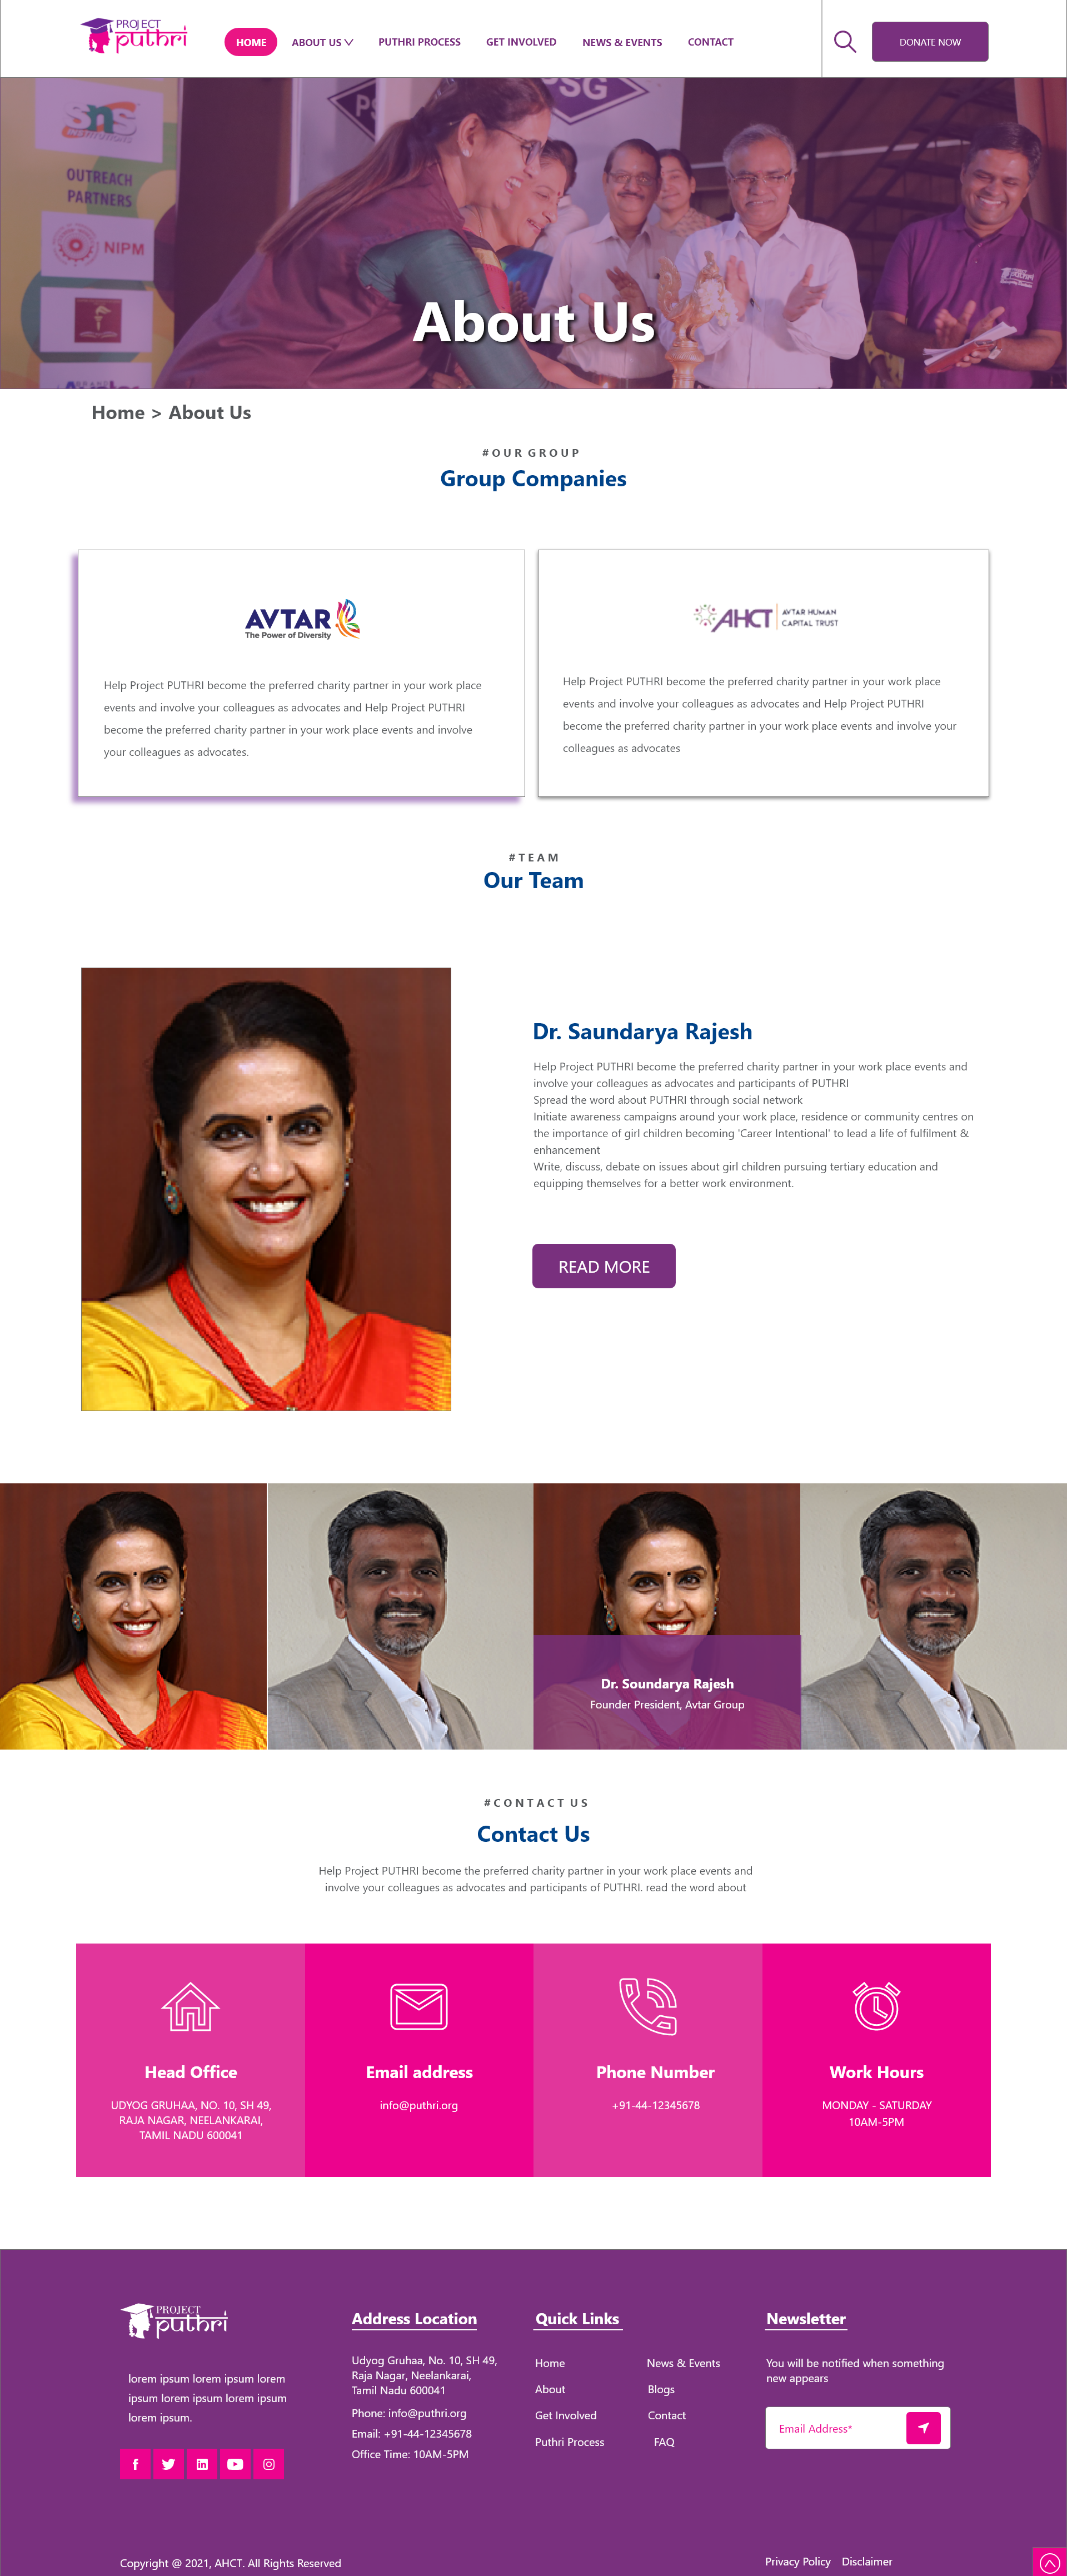 PROJECT
puthri
HOME
ABOUT US
PUTHRI PROCESS
GET INVOLVED
NEWS & EVENTS
CONTACT
DONATE NOW
SNS
INSTITUTIONS
OUTREACH
PARTNERS
NIPM
PSG
puthri
About Us
Home > About Us
#OUR GROUP
Group Companies
AVTAR
The Power of Diversity
Help Project PUTHRI become the preferred charity partner in your work place
events and involve your colleagues as advocates and Help Project PUTHRI
become the preferred charity partner in your work place events and involve
your colleagues as advocates.
AHCT
AVTAR HUMAN
CAPITAL TRUST
Help Project PUTHRI become the preferred charity partner in your work place
events and involve your colleagues as advocates and Help Project PUTHRI
become the preferred charity partner in your work place events and involve your
colleagues as advocates
#TEAM
Our Team
Dr. Saundarya Rajesh
Help Project PUTHRI become the preferred charity partner in your work place events and
involve your colleagues as advocates and participants of PUTHRI
Spread the word about PUTHRI through social network
Initiate awareness campaigns around your work place, residence or community centres on
the importance of girl children becoming 'Career Intentional' to lead a life of fulfilment &
enhancement
Write, discuss, debate on issues about girl children pursuing tertiary education and
equipping themselves for a better work environment.
READ MORE
Dr. Soundarya Rajesh
Founder President, Avtar Group
#CONTACT US
Contact Us
Help Project PUTHRI become the preferred charity partner in your work place events and
involve your colleagues as advocates and participants of PUTHRI. read the word about
Head Office
UDYOG GRUHAA, NO. 10, SH 49,
RAJA NAGAR, NEELANKARAI,
TAMIL NADU 600041
Email address
info@puthri.org
Phone Number
+91-44-12345678
Work Hours
MONDAY - SATURDAY
10AM-5PM
PROJECT
puthri
lorem ipsum lorem ipsum lorem
ipsum lorem ipsum lorem ipsum
lorem ipsum.
Address Location
Udyog Gruhaa, No. 10, SH 49,
Raja Nagar, Neelankarai,
Tamil Nadu 600041
Phone: info@puthri.org
Email: +91-44-12345678
Office Time: 10AM-5PM
Quick Links
Home
About
Get Involved
Puthri Process
News & Events
Blogs
Contact
FAQ
Newsletter
You will be notified when something
new appears
Email Address*
Copyright @ 2021, AHCT. All Rights Reserved
Privacy Policy
Disclaimer